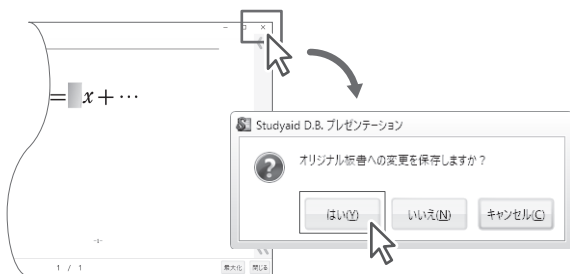 = x + ⋯
Studyaid D.B. プレゼンテーション
オリジナル板書への変更を保存しますか?
はい(Y) いいえ(N) キャンセル(C)
-1-
1 / 1 最大化 閉じる